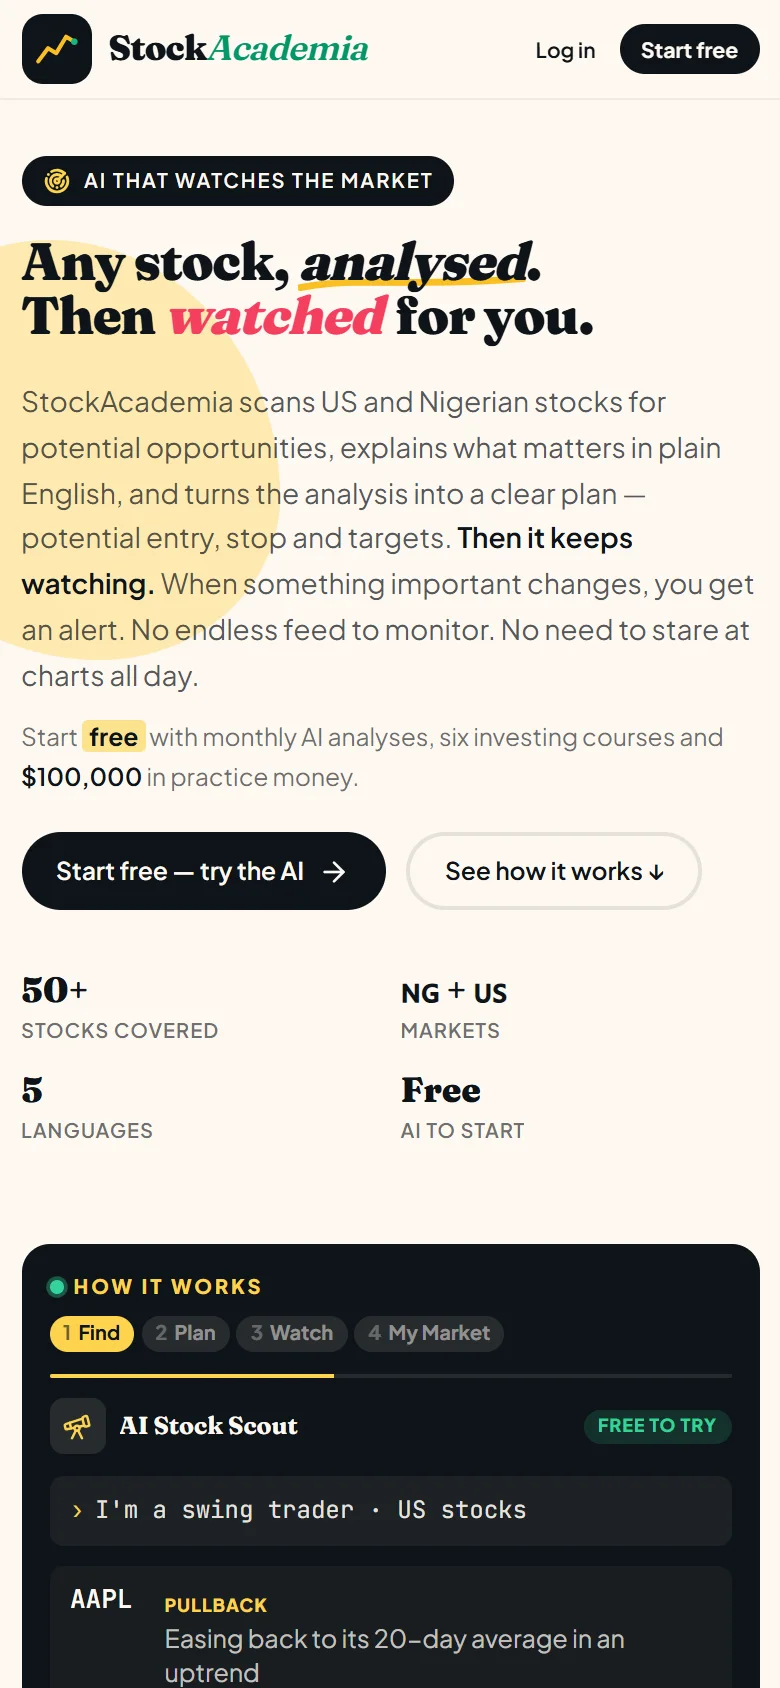 StockAcademia
Log in
Start free
AI THAT WATCHES THE MARKET
Any stock, analysed.
Then watched for you.
StockAcademia scans US and Nigerian stocks for
potential opportunities, explains what matters in plain
English, and turns the analysis into a clear plan —
potential entry, stop and targets. Then it keeps
watching. When something important changes, you get
an alert. No endless feed to monitor. No need to stare at
charts all day.
Start free with monthly AI analyses, six investing courses and
$100,000 in practice money.
Start free — try the AI →
See how it works ↓
50+
STOCKS COVERED
NG + US
MARKETS
5
LANGUAGES
Free
AI TO START
HOW IT WORKS
1 Find
2 Plan
3 Watch
4 My Market
AI Stock Scout
FREE TO TRY
› I'm a swing trader · US stocks
AAPL
PULLBACK
Easing back to its 20-day average in an
uptrend